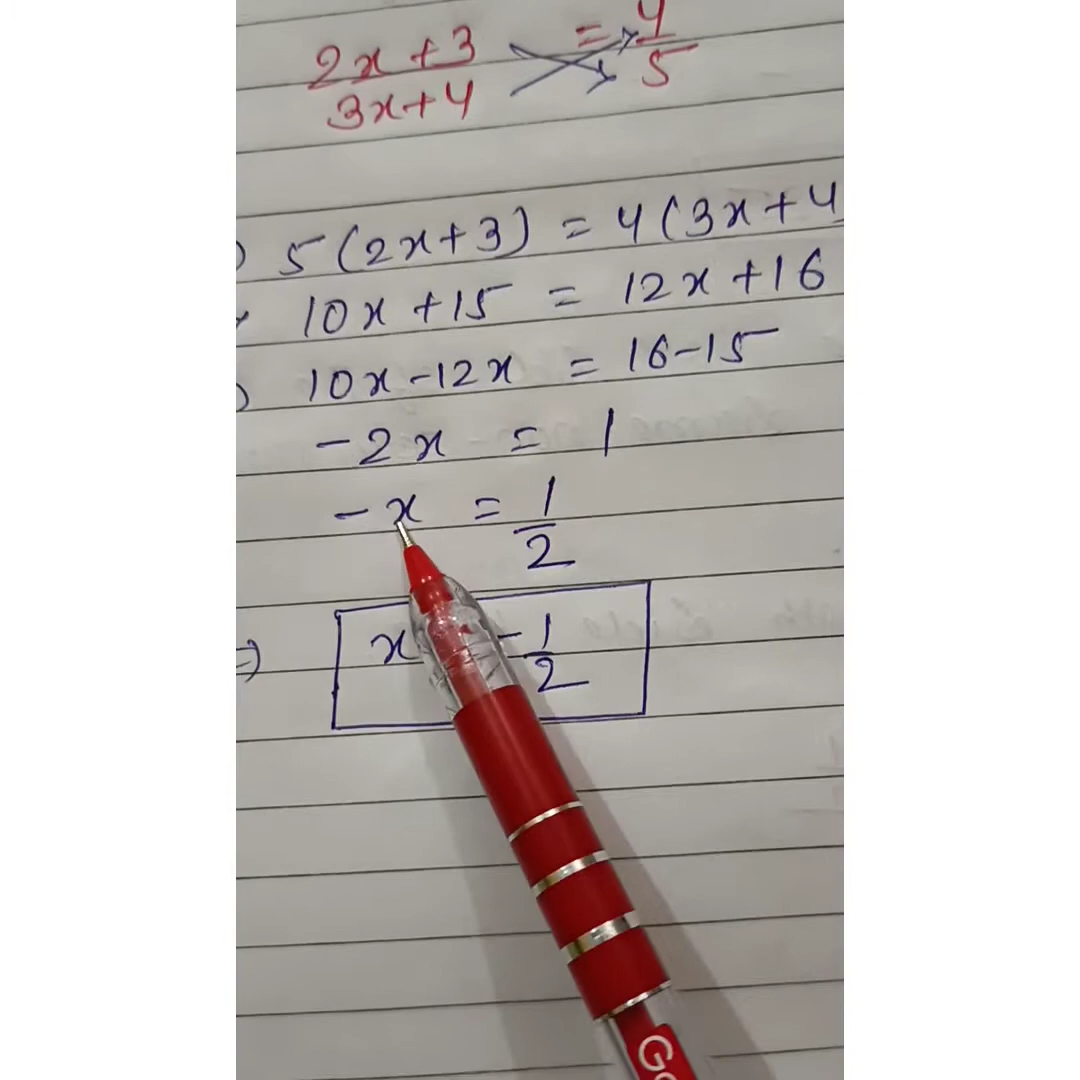 2x+3 / 3x+4 = 4/5
5(2x+3) = 4(3x+4
10x+15 = 12x+16
10x-12x = 16-15
-2x = 1
-x = 1/2
⇒ x -1/2